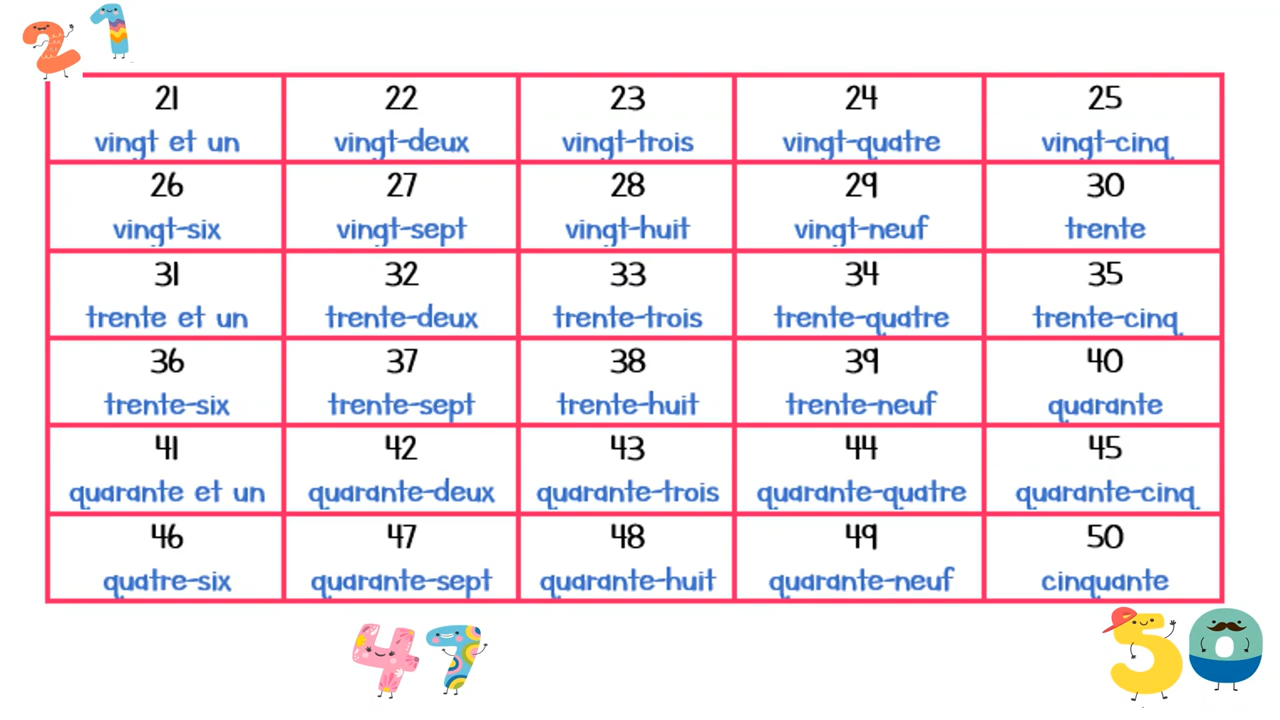 21
21 22 23 24 25
vingt et un vingt-deux vingt-trois vingt-quatre vingt-cinq
26 27 28 29 30
vingt-six vingt-sept vingt-huit vingt-neuf trente
31 32 33 34 35
trente et un trente-deux trente-trois trente-quatre trente-cinq
36 37 38 39 40
trente-six trente-sept trente-huit trente-neuf quarante
41 42 43 44 45
quarante et un quarante-deux quarante-trois quarante-quatre quarante-cinq
46 47 48 49 50
quatre-six quarante-sept quarante-huit quarante-neuf cinquante
47
50